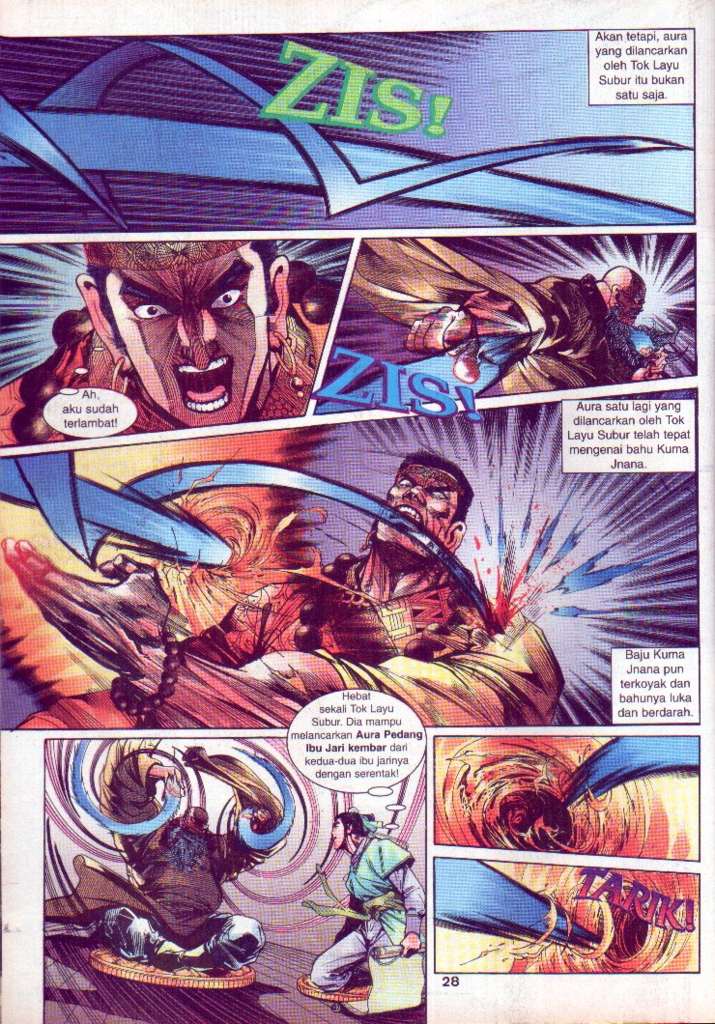 Akan tetapi, aura
yang dilancarkan
oleh Tok Layu
Subur itu bukan
satu saja.
ZIS!
Ah,
aku sudah
terlambat!
ZIS!
Aura satu lagi yang
dilancarkan oleh Tok
Layu Subur telah tepat
mengenai bahu Kuma
Jnana.
Baju Kuma
Jnana pun
terkoyak dan
bahunya luka
dan berdarah.
Hebat
sekali Tok Layu
Subur. Dia mampu
melancarkan Aura Pedang
Ibu Jari kembar dari
kedua-dua ibu jarinya
dengan serentak!
TARIK!
28